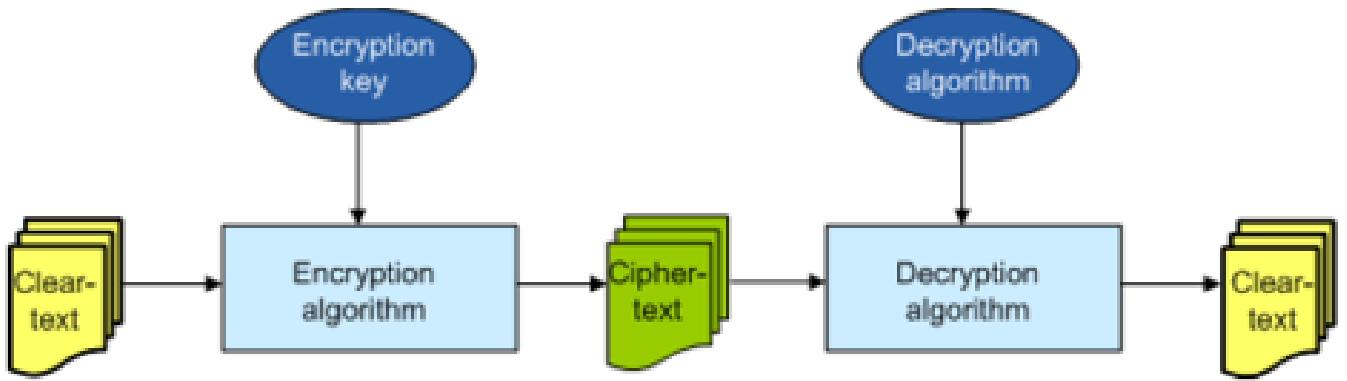 Encryption
key
Decryption
algorithm
Clear-
text
Encryption
algorithm
Cipher-
text
Decryption
algorithm
Clear-
text